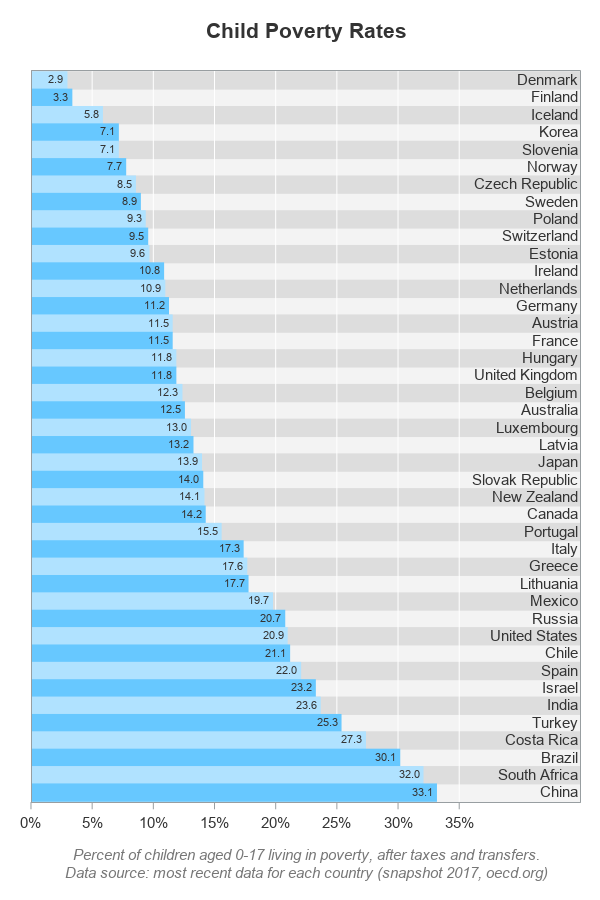 Child Poverty Rates
2.9 Denmark
3.3 Finland
5.8 Iceland
7.1 Korea
7.1 Slovenia
7.7 Norway
8.5 Czech Republic
8.9 Sweden
9.3 Poland
9.5 Switzerland
9.6 Estonia
10.8 Ireland
10.9 Netherlands
11.2 Germany
11.5 Austria
11.5 France
11.8 Hungary
11.8 United Kingdom
12.3 Belgium
12.5 Australia
13.0 Luxembourg
13.2 Latvia
13.9 Japan
14.0 Slovak Republic
14.1 New Zealand
14.2 Canada
15.5 Portugal
17.3 Italy
17.6 Greece
17.7 Lithuania
19.7 Mexico
20.7 Russia
20.9 United States
21.1 Chile
22.0 Spain
23.2 Israel
23.6 India
25.3 Turkey
27.3 Costa Rica
30.1 Brazil
32.0 South Africa
33.1 China
0% 5% 10% 15% 20% 25% 30% 35%
Percent of children aged 0-17 living in poverty, after taxes and transfers.
Data source: most recent data for each country (snapshot 2017, oecd.org)